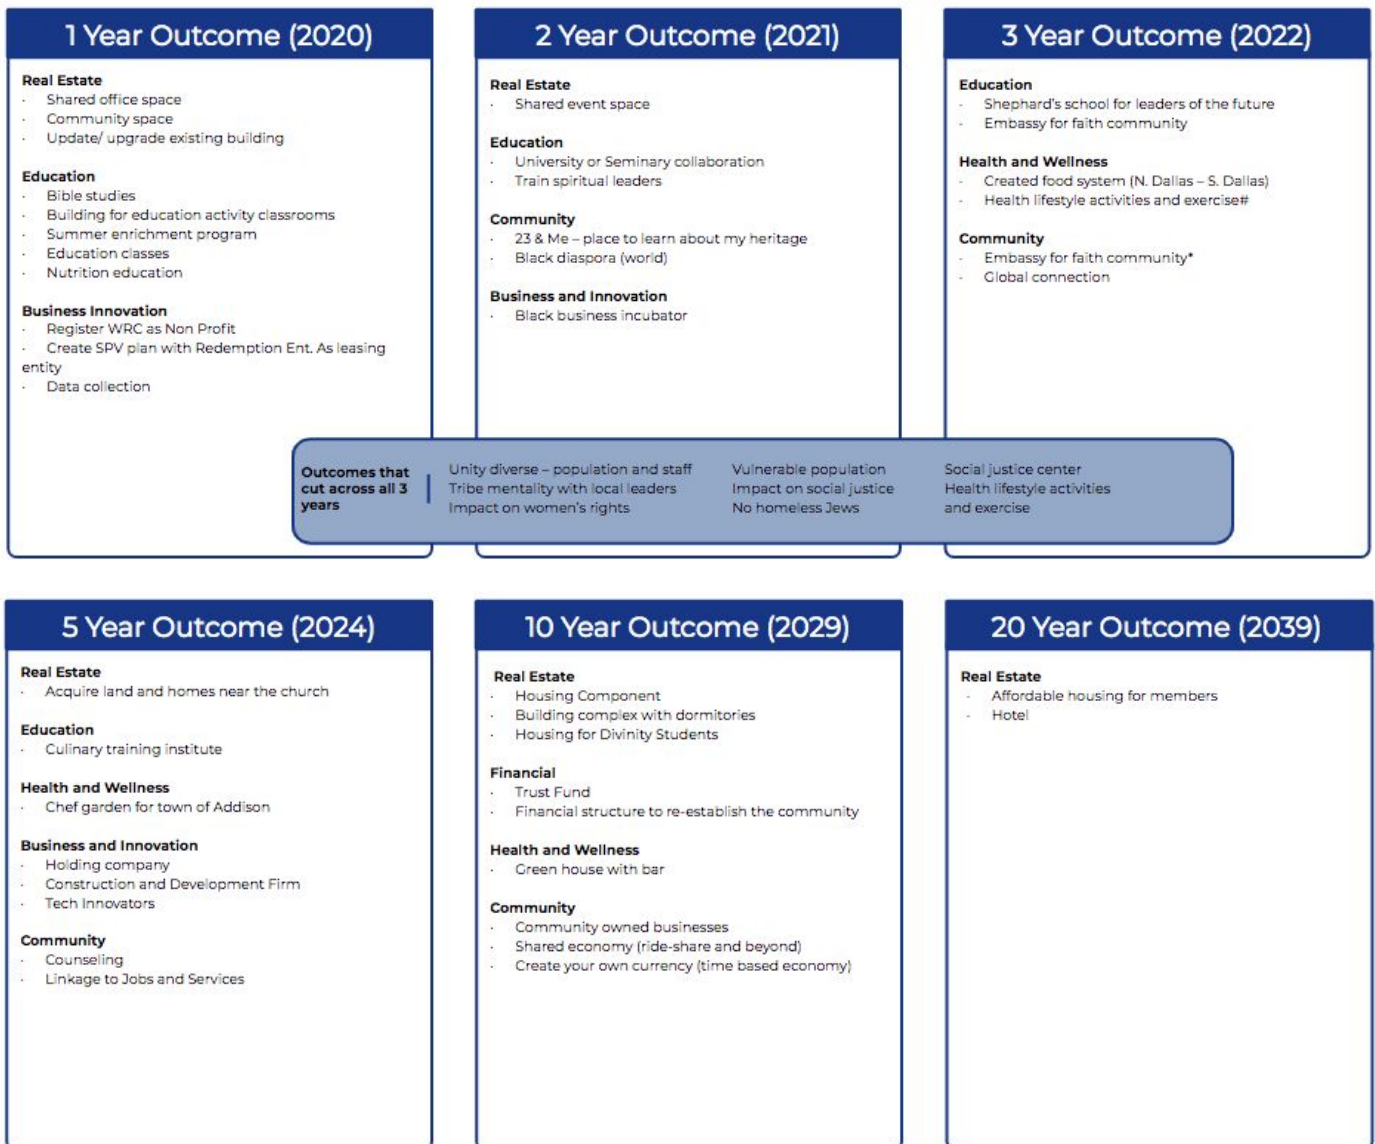 1 Year Outcome (2020)
Real Estate
· Shared office space
· Community space
· Update/ upgrade existing building
Education
· Bible studies
· Building for education activity classrooms
· Summer enrichment program
· Education classes
· Nutrition education
Business Innovation
· Register WRC as Non Profit
· Create SPV plan with Redemption Ent. As leasing
entity
· Data collection
2 Year Outcome (2021)
Real Estate
· Shared event space
Education
· University or Seminary collaboration
· Train spiritual leaders
Community
· 23 & Me – place to learn about my heritage
· Black diaspora (world)
Business and Innovation
· Black business incubator
3 Year Outcome (2022)
Education
· Shephard's school for leaders of the future
· Embassy for faith community
Health and Wellness
· Created food system (N. Dallas – S. Dallas)
· Health lifestyle activities and exercise#
Community
· Embassy for faith community*
· Global connection
Outcomes that
cut across all 3
years
Unity diverse – population and staff
Tribe mentality with local leaders
Impact on women's rights
Vulnerable population
Impact on social justice
No homeless Jews
Social justice center
Health lifestyle activities
and exercise
5 Year Outcome (2024)
Real Estate
· Acquire land and homes near the church
Education
· Culinary training institute
Health and Wellness
· Chef garden for town of Addison
Business and Innovation
· Holding company
· Construction and Development Firm
· Tech Innovators
Community
· Counseling
· Linkage to Jobs and Services
10 Year Outcome (2029)
Real Estate
· Housing Component
· Building complex with dormitories
· Housing for Divinity Students
Financial
· Trust Fund
· Financial structure to re-establish the community
Health and Wellness
· Green house with bar
Community
· Community owned businesses
· Shared economy (ride-share and beyond)
· Create your own currency (time based economy)
20 Year Outcome (2039)
Real Estate
· Affordable housing for members
· Hotel